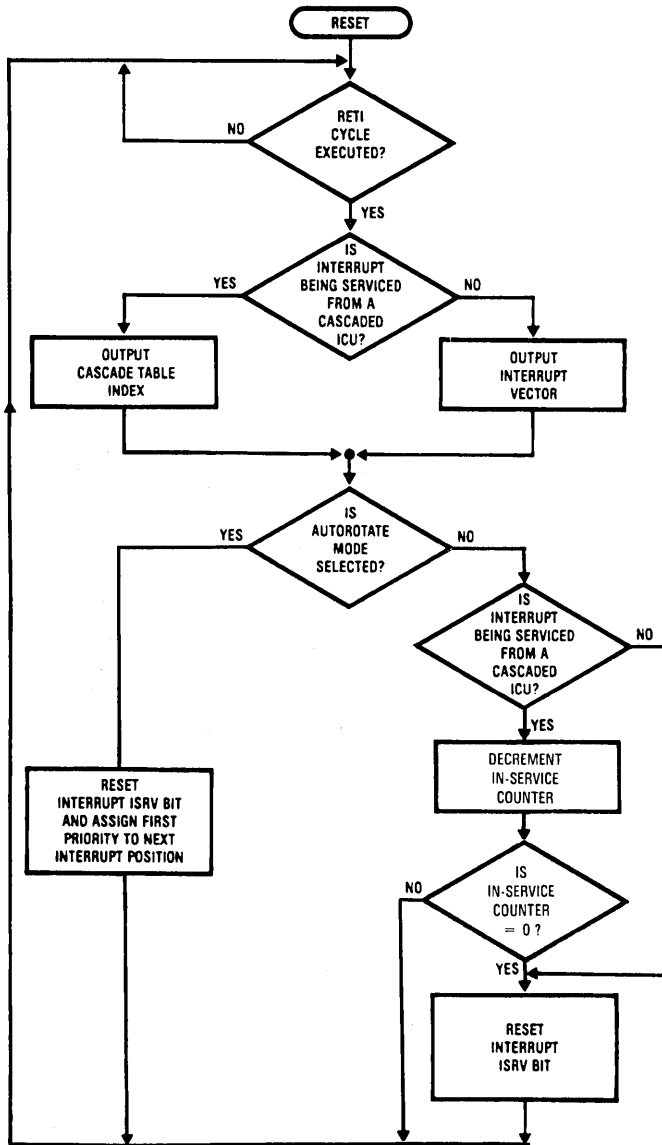 RESET
RETI
CYCLE
EXECUTED?
NO
YES
IS
INTERRUPT
BEING SERVICED
FROM A
CASCADED
ICU?
YES
NO
OUTPUT
CASCADE TABLE
INDEX
OUTPUT
INTERRUPT
VECTOR
IS
AUTOROTATE
MODE
SELECTED?
YES
NO
IS
INTERRUPT
BEING SERVICED
FROM A
CASCADED
ICU?
NO
YES
RESET
INTERRUPT ISRV BIT
AND ASSIGN FIRST
PRIORITY TO NEXT
INTERRUPT POSITION
DECREMENT
IN-SERVICE
COUNTER
IS
IN-SERVICE
COUNTER
= 0?
NO
YES
RESET
INTERRUPT
ISRV BIT